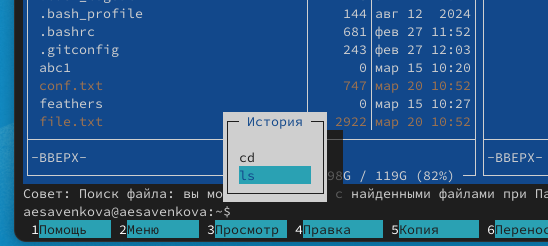 .bash_profile 144 авг 12 2024
.bashrc 681 фев 27 11:52
.gitconfig 243 фев 27 12:03
abc1 0 мар 15 10:20
conf.txt 747 мар 20 10:52
feathers 0 мар 15 10:27
file.txt 2922 мар 20 10:52
История
cd
ls
-ВВЕРХ- 98G / 119G (82%) -ВВЕРХ-
Совет: Поиск файла: вы мо с найденными файлами при Па
aesavenkova@aesavenkova:~$
1Помощь 2Меню 3Просмотр 4Правка 5Копия 6Перенос